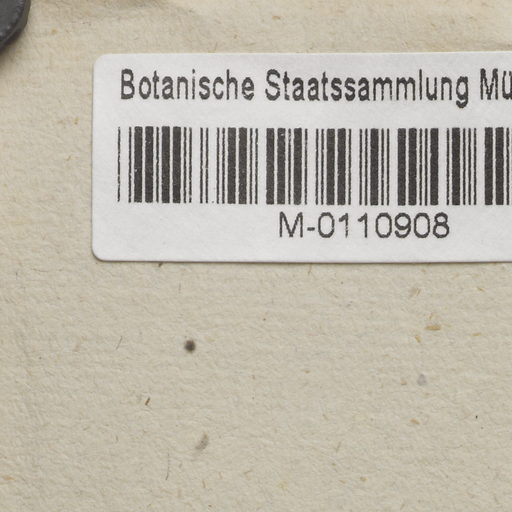 Botanische Staatssammlung Mü
M-0110908